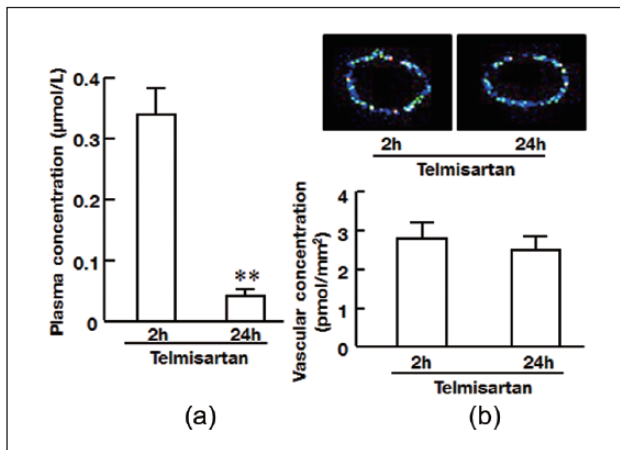 Plasma concentration (μmol/L)
0.4
0.3
0.2
0.1
0
**
2h
24h
Telmisartan
(a)
2h
24h
Telmisartan
Vascular concentration
(pmol/mm²)
4
3
2
1
0
2h
24h
Telmisartan
(b)